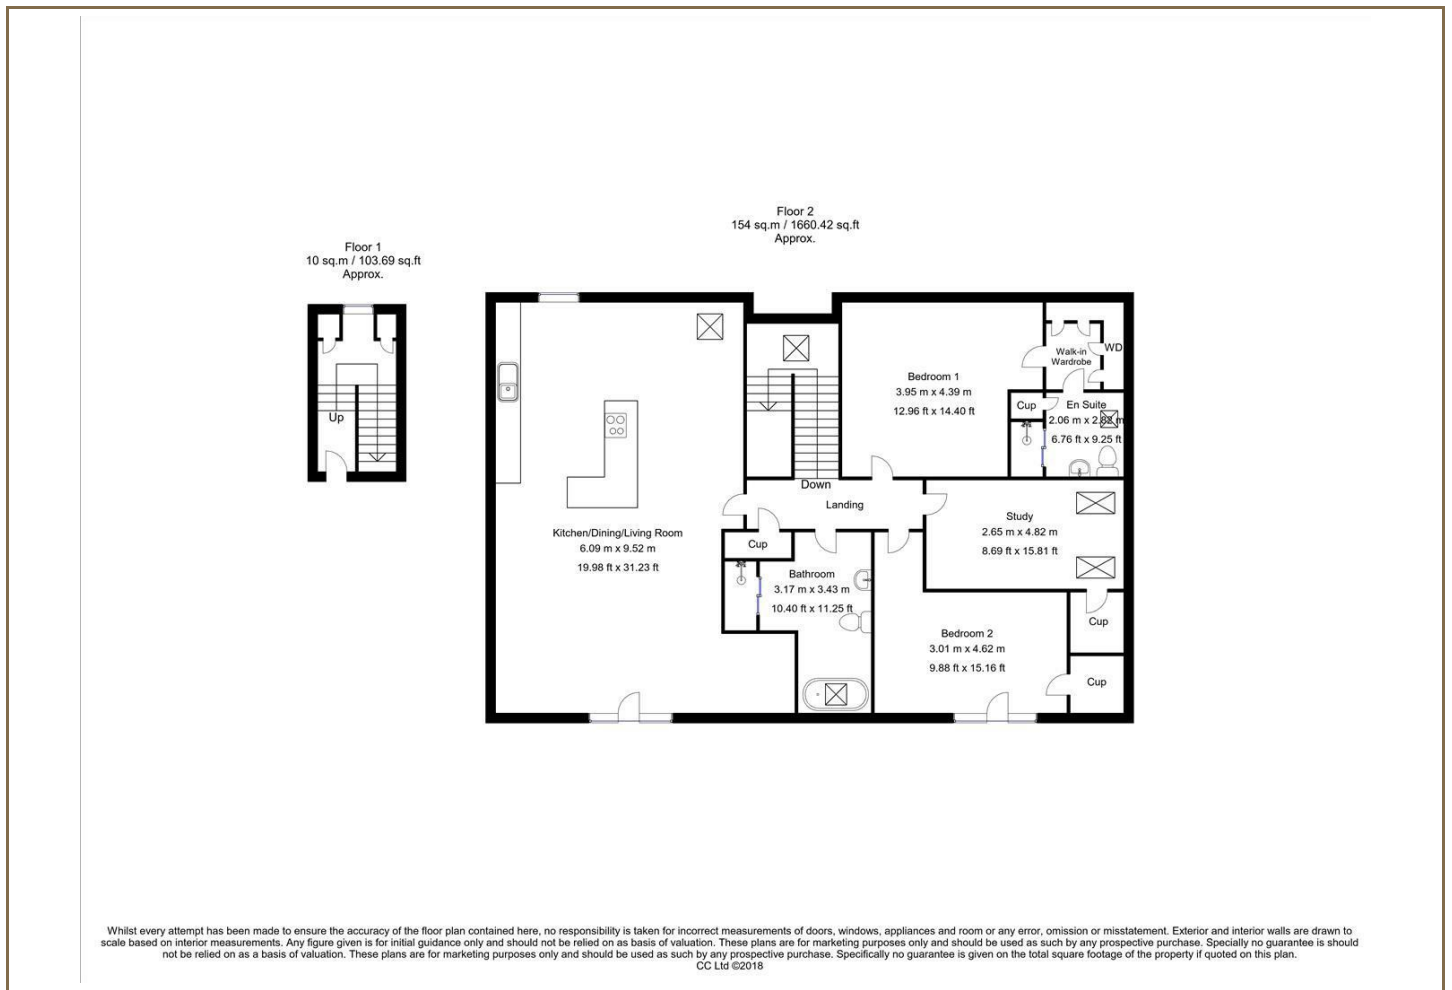 Floor 2
154 sq.m / 1660.42 sq.ft
Approx.
Floor 1
10 sq.m / 103.69 sq.ft
Approx.
Up
Down
Landing
Kitchen/Dining/Living Room
6.09 m x 9.52 m
19.98 ft x 31.23 ft
Bedroom 1
3.95 m x 4.39 m
12.96 ft x 14.40 ft
Walk-in
Wardrobe
WD
Cup
En Suite
2.06 m x 2.82 m
6.76 ft x 9.25 ft
Study
2.65 m x 4.82 m
8.69 ft x 15.81 ft
Cup
Bathroom
3.17 m x 3.43 m
10.40 ft x 11.25 ft
Bedroom 2
3.01 m x 4.62 m
9.88 ft x 15.16 ft
Cup
Cup
Whilst every attempt has been made to ensure the accuracy of the floor plan contained here, no responsibility is taken for incorrect measurements of doors, windows, appliances and room or any error, omission or misstatement. Exterior and interior walls are drawn to
scale based on interior measurements. Any figure given is for initial guidance only and should not be relied on as basis of valuation. These plans are for marketing purposes only and should be used as such by any prospective purchase. Specially no guarantee is should
not be relied on as a basis of valuation. These plans are for marketing purposes only and should be used as such by any prospective purchase. Specifically no guarantee is given on the total square footage of the property if quoted on this plan.
CC Ltd ©2018